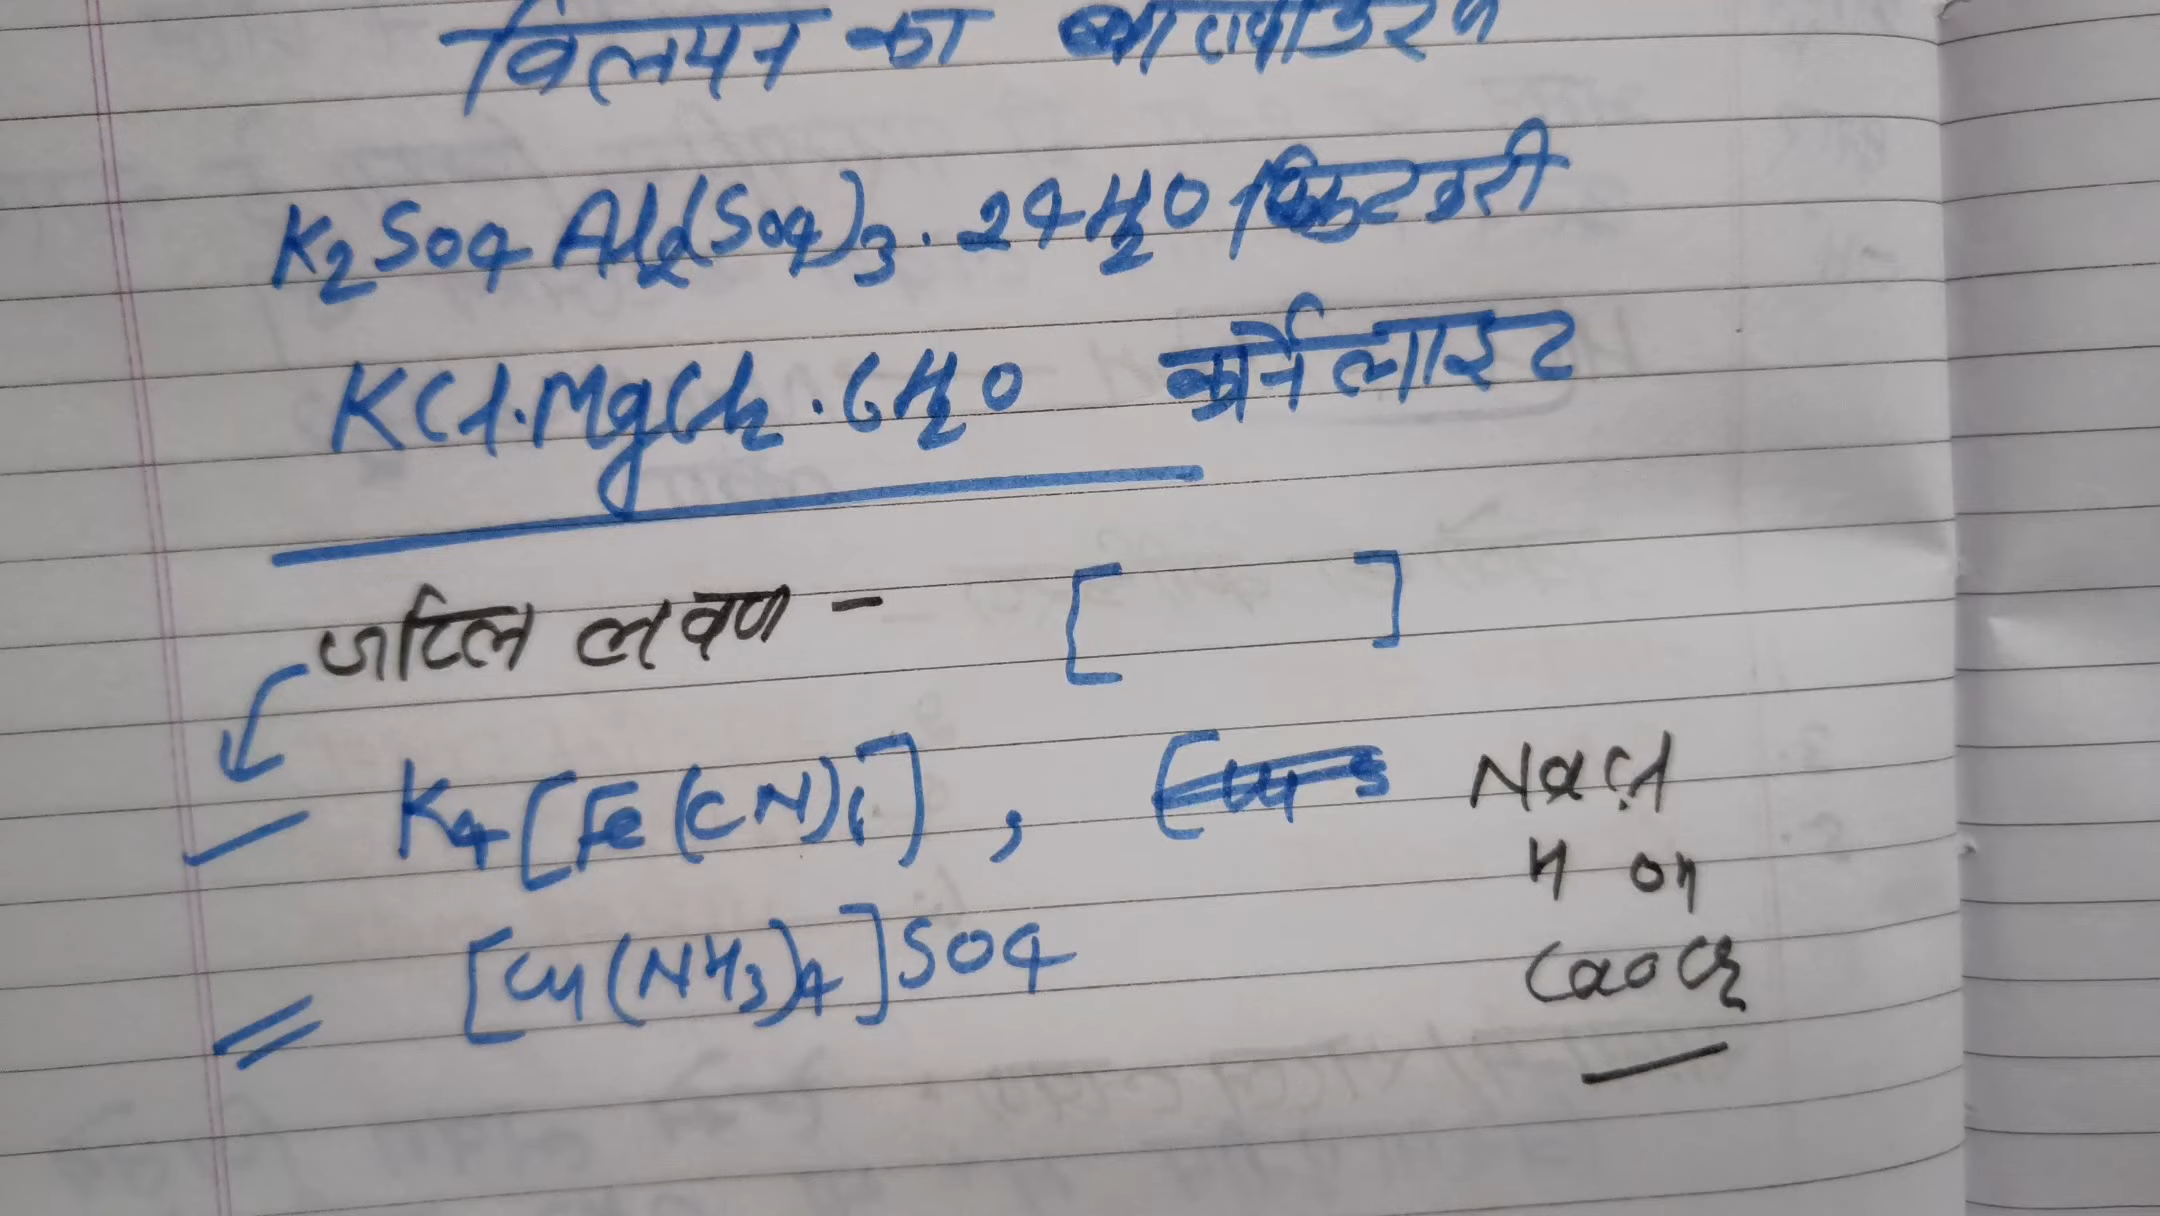 विलयन का
K2SO4 Al2(SO4)3 . 24H2O फिटकरी
KCl.MgCl2 .6H2O कार्नेलाइट
जटिल लवण - [ ]
K4[Fe(CN)6] , NaCl
H OH
[Cu(NH3)4]SO4 CaOCl2